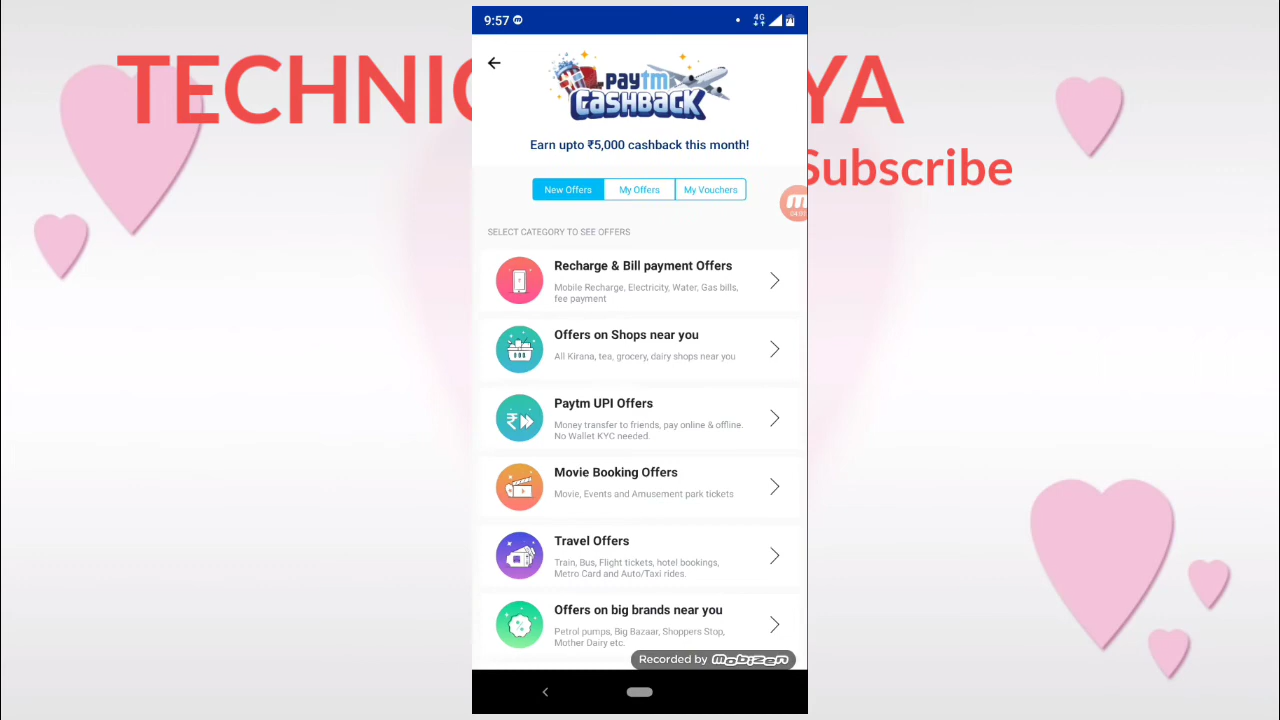 TECHNIC
YA
Subscribe
9:57
4G
paytm
CASHBACK
Earn upto ₹5,000 cashback this month!
New Offers
My Offers
My Vouchers
SELECT CATEGORY TO SEE OFFERS
Recharge & Bill payment Offers
Mobile Recharge, Electricity, Water, Gas bills,
fee payment
Offers on Shops near you
All Kirana, tea, grocery, dairy shops near you
Paytm UPI Offers
Money transfer to friends, pay online & offline.
No Wallet KYC needed.
Movie Booking Offers
Movie, Events and Amusement park tickets
Travel Offers
Train, Bus, Flight tickets, hotel bookings,
Metro Card and Auto/Taxi rides.
Offers on big brands near you
Petrol pumps, Big Bazaar, Shoppers Stop,
Mother Dairy etc.
Recorded by mobizen